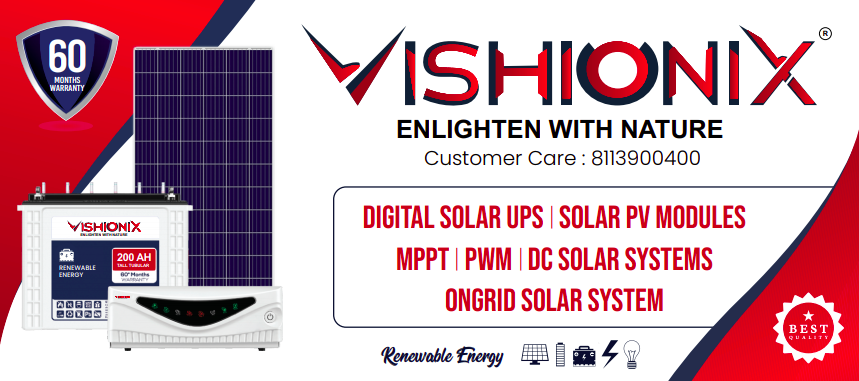 60
MONTHS
WARRANTY
VISHIONIX®
ENLIGHTEN WITH NATURE
Customer Care : 8113900400
DIGITAL SOLAR UPS | SOLAR PV MODULES
MPPT | PWM | DC SOLAR SYSTEMS
ONGRID SOLAR SYSTEM
VISHIONIX
ENLIGHTEN WITH NATURE
RENEWABLE
ENERGY
200 AH
TALL TUBULAR
60* Months
WARRANTY
Renewable Energy
BEST
QUALITY